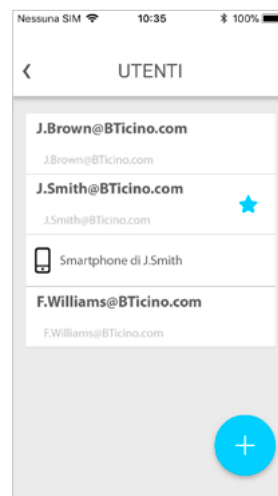 Nessuna SIM 10:35 100%
UTENTI
J.Brown@BTicino.com
J.Brown@BTicino.com
J.Smith@BTicino.com
J.Smith@BTicino.com
Smartphone di J.Smith
F.Williams@BTicino.com
F.Williams@BTicino.com